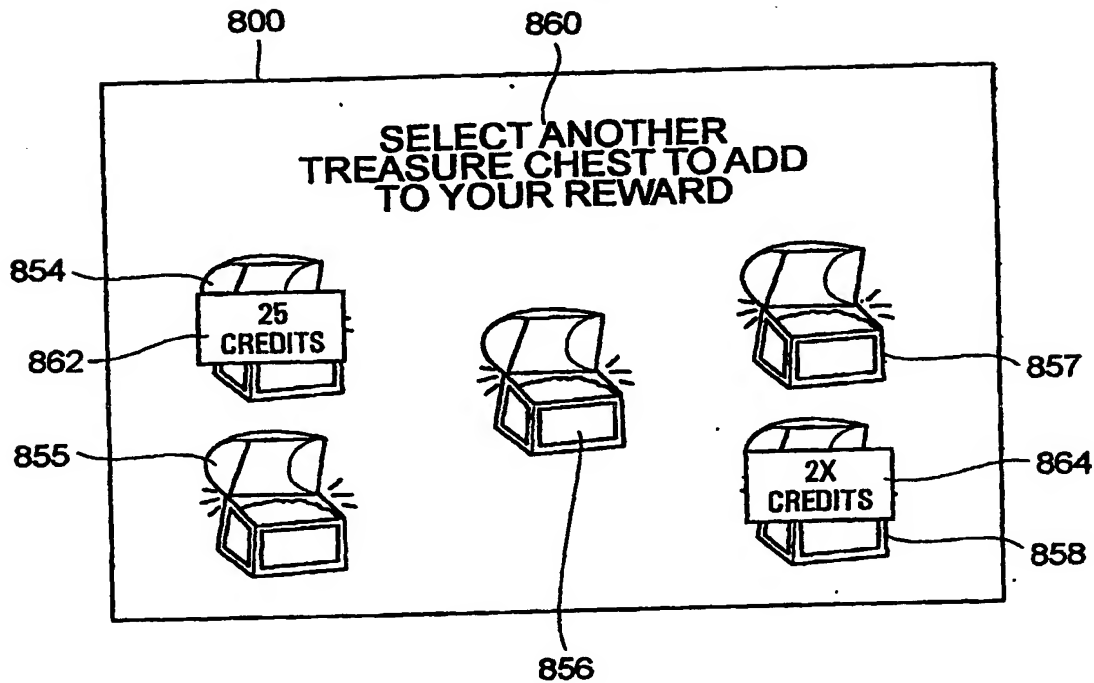 800
860
SELECT ANOTHER
TREASURE CHEST TO ADD
TO YOUR REWARD
854
25
CREDITS
862
857
855
2X
CREDITS
864
858
856